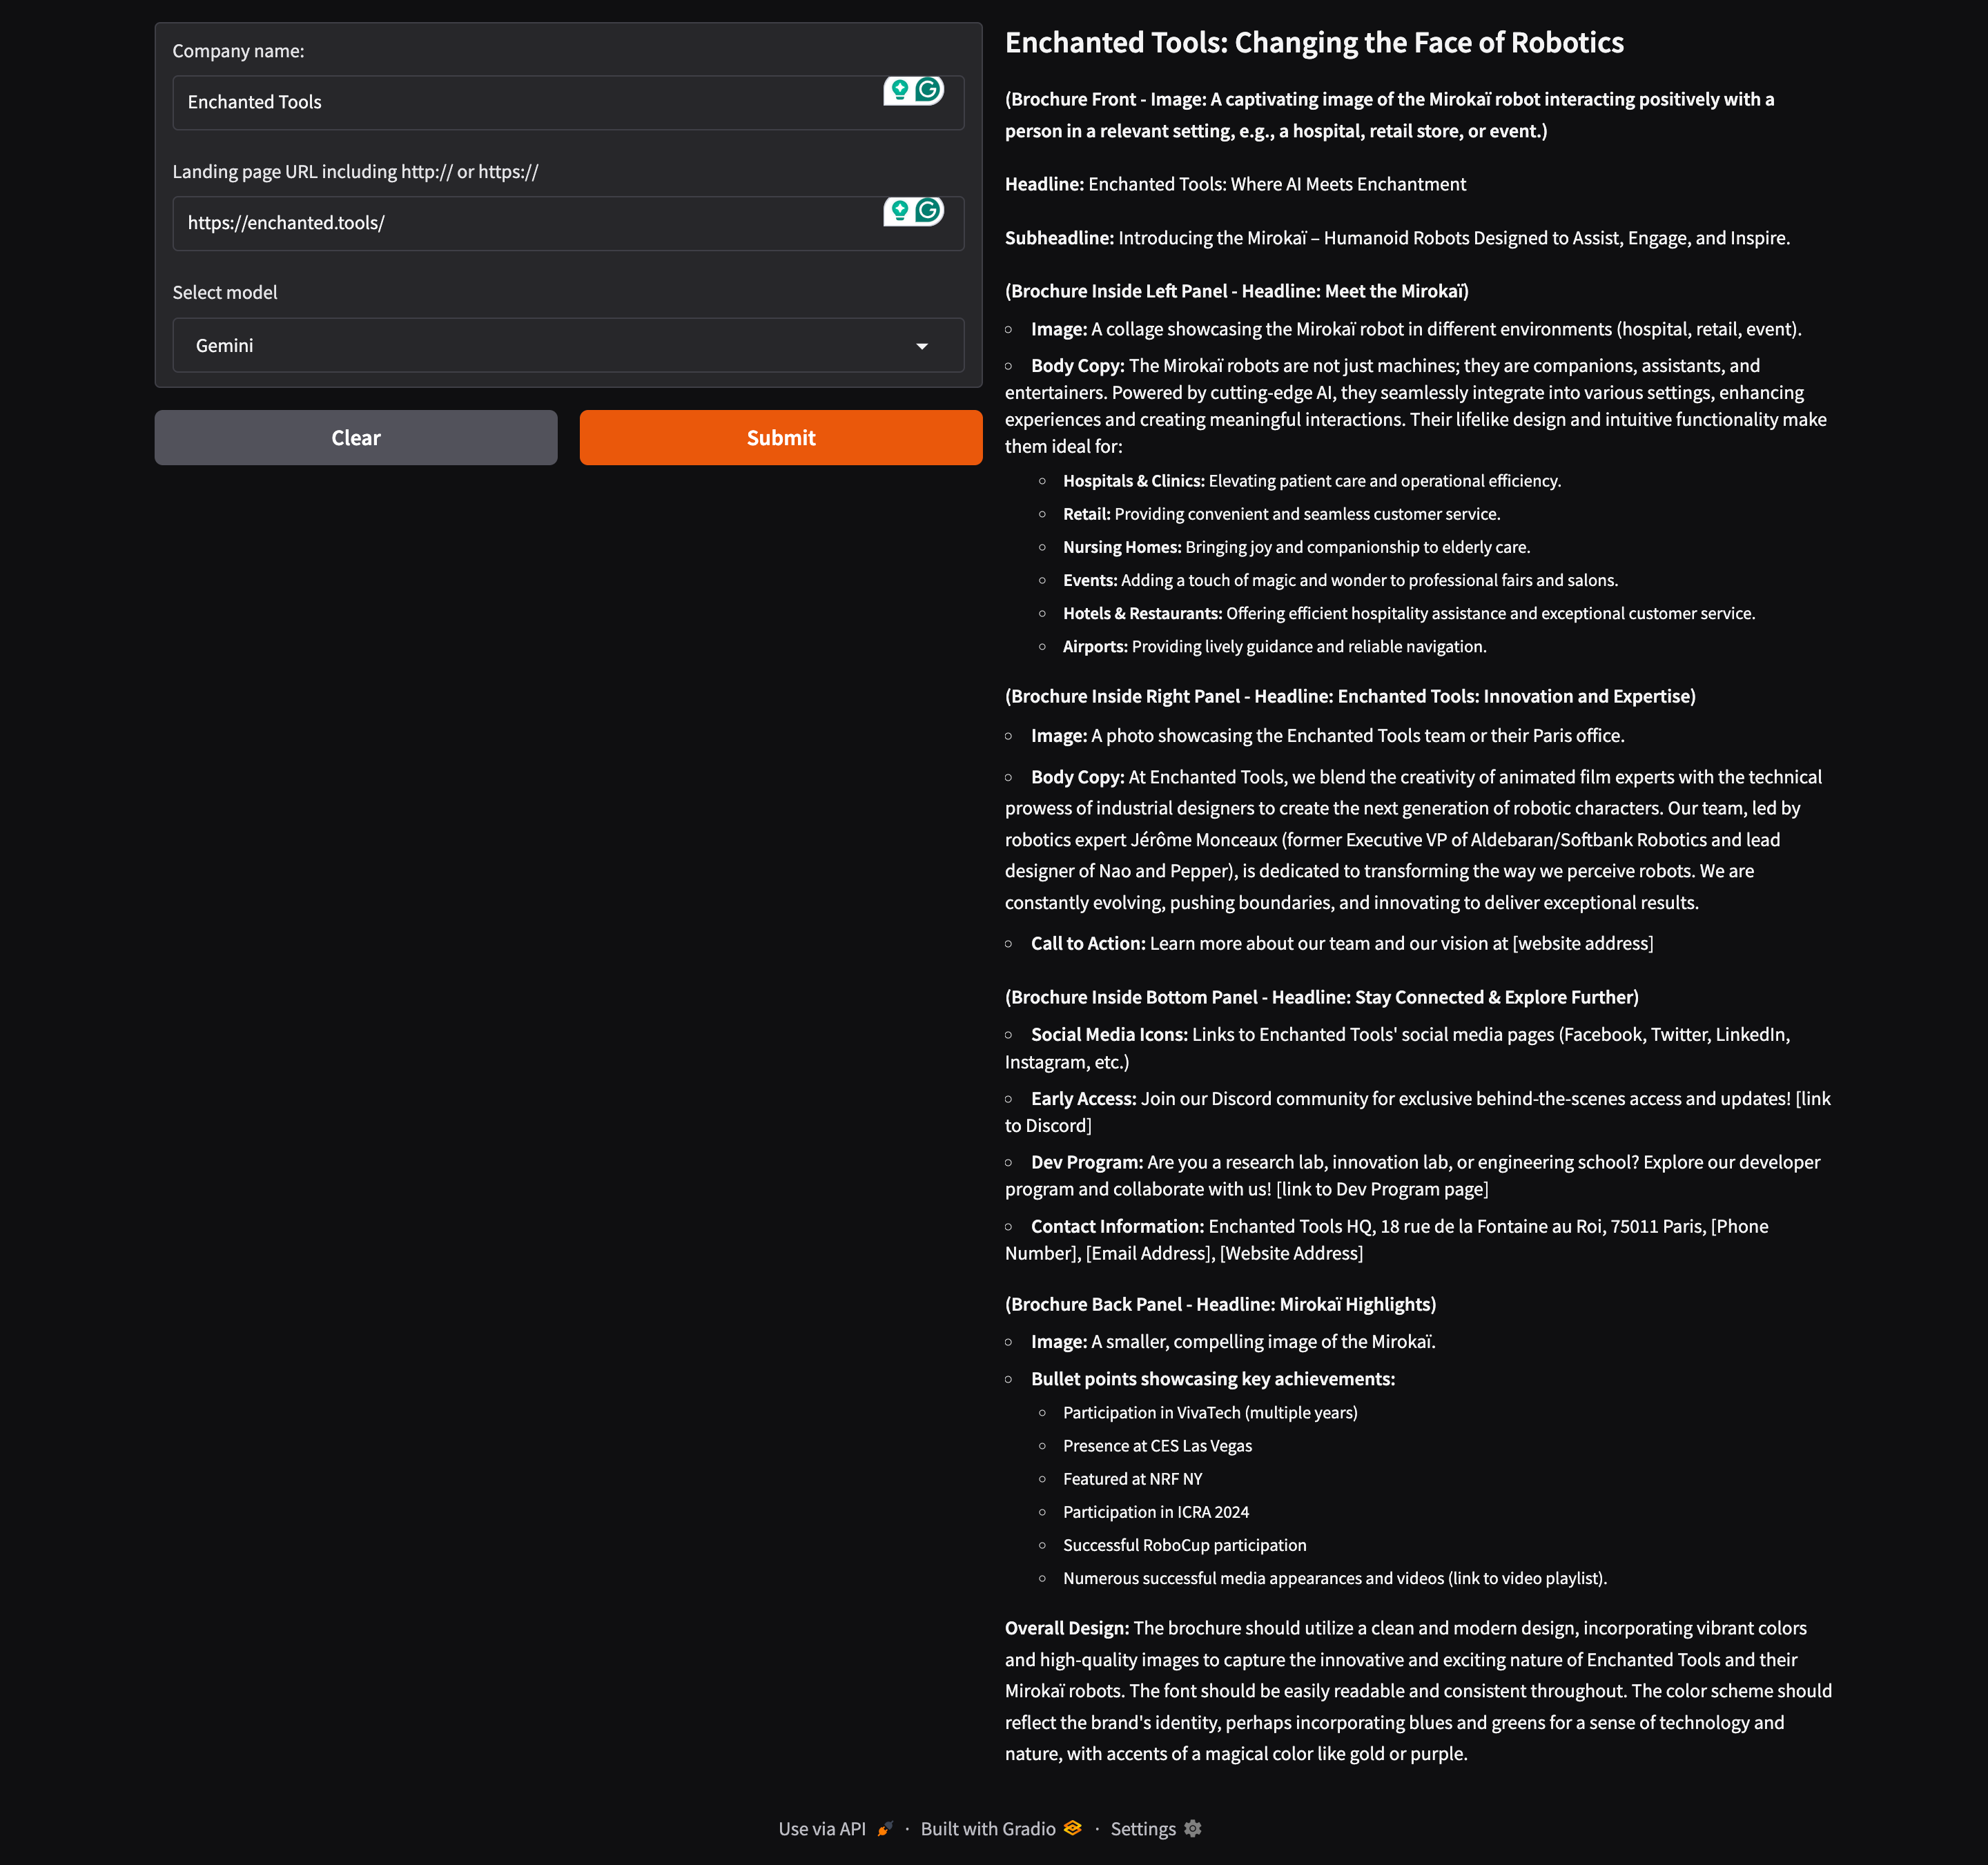 Company name:
Enchanted Tools
Landing page URL including http:// or https://
https://enchanted.tools/
Select model
Gemini
Clear
Submit
Enchanted Tools: Changing the Face of Robotics
(Brochure Front - Image: A captivating image of the Mirokaï robot interacting positively with a
person in a relevant setting, e.g., a hospital, retail store, or event.)
Headline: Enchanted Tools: Where AI Meets Enchantment
Subheadline: Introducing the Mirokaï – Humanoid Robots Designed to Assist, Engage, and Inspire.
(Brochure Inside Left Panel - Headline: Meet the Mirokaï)
Image: A collage showcasing the Mirokaï robot in different environments (hospital, retail, event).
Body Copy: The Mirokaï robots are not just machines; they are companions, assistants, and
entertainers. Powered by cutting-edge AI, they seamlessly integrate into various settings, enhancing
experiences and creating meaningful interactions. Their lifelike design and intuitive functionality make
them ideal for:
Hospitals & Clinics: Elevating patient care and operational efficiency.
Retail: Providing convenient and seamless customer service.
Nursing Homes: Bringing joy and companionship to elderly care.
Events: Adding a touch of magic and wonder to professional fairs and salons.
Hotels & Restaurants: Offering efficient hospitality assistance and exceptional customer service.
Airports: Providing lively guidance and reliable navigation.
(Brochure Inside Right Panel - Headline: Enchanted Tools: Innovation and Expertise)
Image: A photo showcasing the Enchanted Tools team or their Paris office.
Body Copy: At Enchanted Tools, we blend the creativity of animated film experts with the technical
prowess of industrial designers to create the next generation of robotic characters. Our team, led by
robotics expert Jérôme Monceaux (former Executive VP of Aldebaran/Softbank Robotics and lead
designer of Nao and Pepper), is dedicated to transforming the way we perceive robots. We are
constantly evolving, pushing boundaries, and innovating to deliver exceptional results.
Call to Action: Learn more about our team and our vision at [website address]
(Brochure Inside Bottom Panel - Headline: Stay Connected & Explore Further)
Social Media Icons: Links to Enchanted Tools' social media pages (Facebook, Twitter, LinkedIn,
Instagram, etc.)
Early Access: Join our Discord community for exclusive behind-the-scenes access and updates! [link
to Discord]
Dev Program: Are you a research lab, innovation lab, or engineering school? Explore our developer
program and collaborate with us! [link to Dev Program page]
Contact Information: Enchanted Tools HQ, 18 rue de la Fontaine au Roi, 75011 Paris, [Phone
Number], [Email Address], [Website Address]
(Brochure Back Panel - Headline: Mirokaï Highlights)
Image: A smaller, compelling image of the Mirokaï.
Bullet points showcasing key achievements:
Participation in VivaTech (multiple years)
Presence at CES Las Vegas
Featured at NRF NY
Participation in ICRA 2024
Successful RoboCup participation
Numerous successful media appearances and videos (link to video playlist).
Overall Design: The brochure should utilize a clean and modern design, incorporating vibrant colors
and high-quality images to capture the innovative and exciting nature of Enchanted Tools and their
Mirokaï robots. The font should be easily readable and consistent throughout. The color scheme should
reflect the brand's identity, perhaps incorporating blues and greens for a sense of technology and
nature, with accents of a magical color like gold or purple.
Use via API · Built with Gradio · Settings